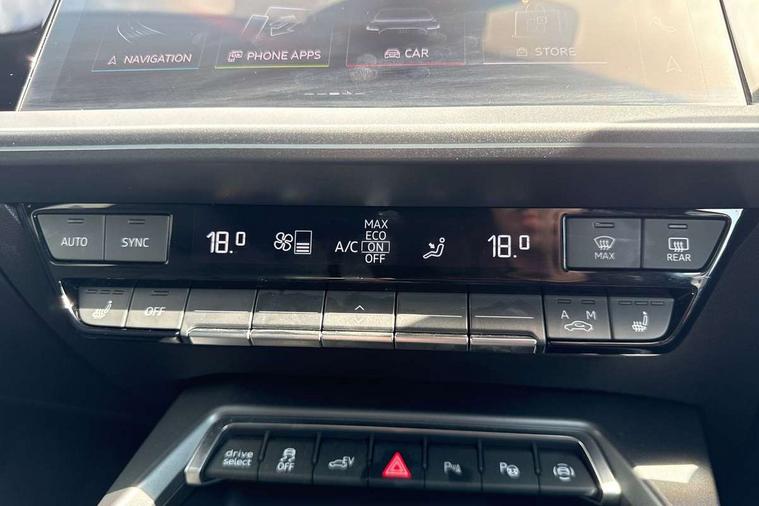 NAVIGATION
PHONE APPS
CAR
STORE
AUTO
SYNC
18.0
A/C
MAX
ECO
ON
OFF
18.0
MAX
REAR
OFF
A M
drive
select
OFF
EV
P
P